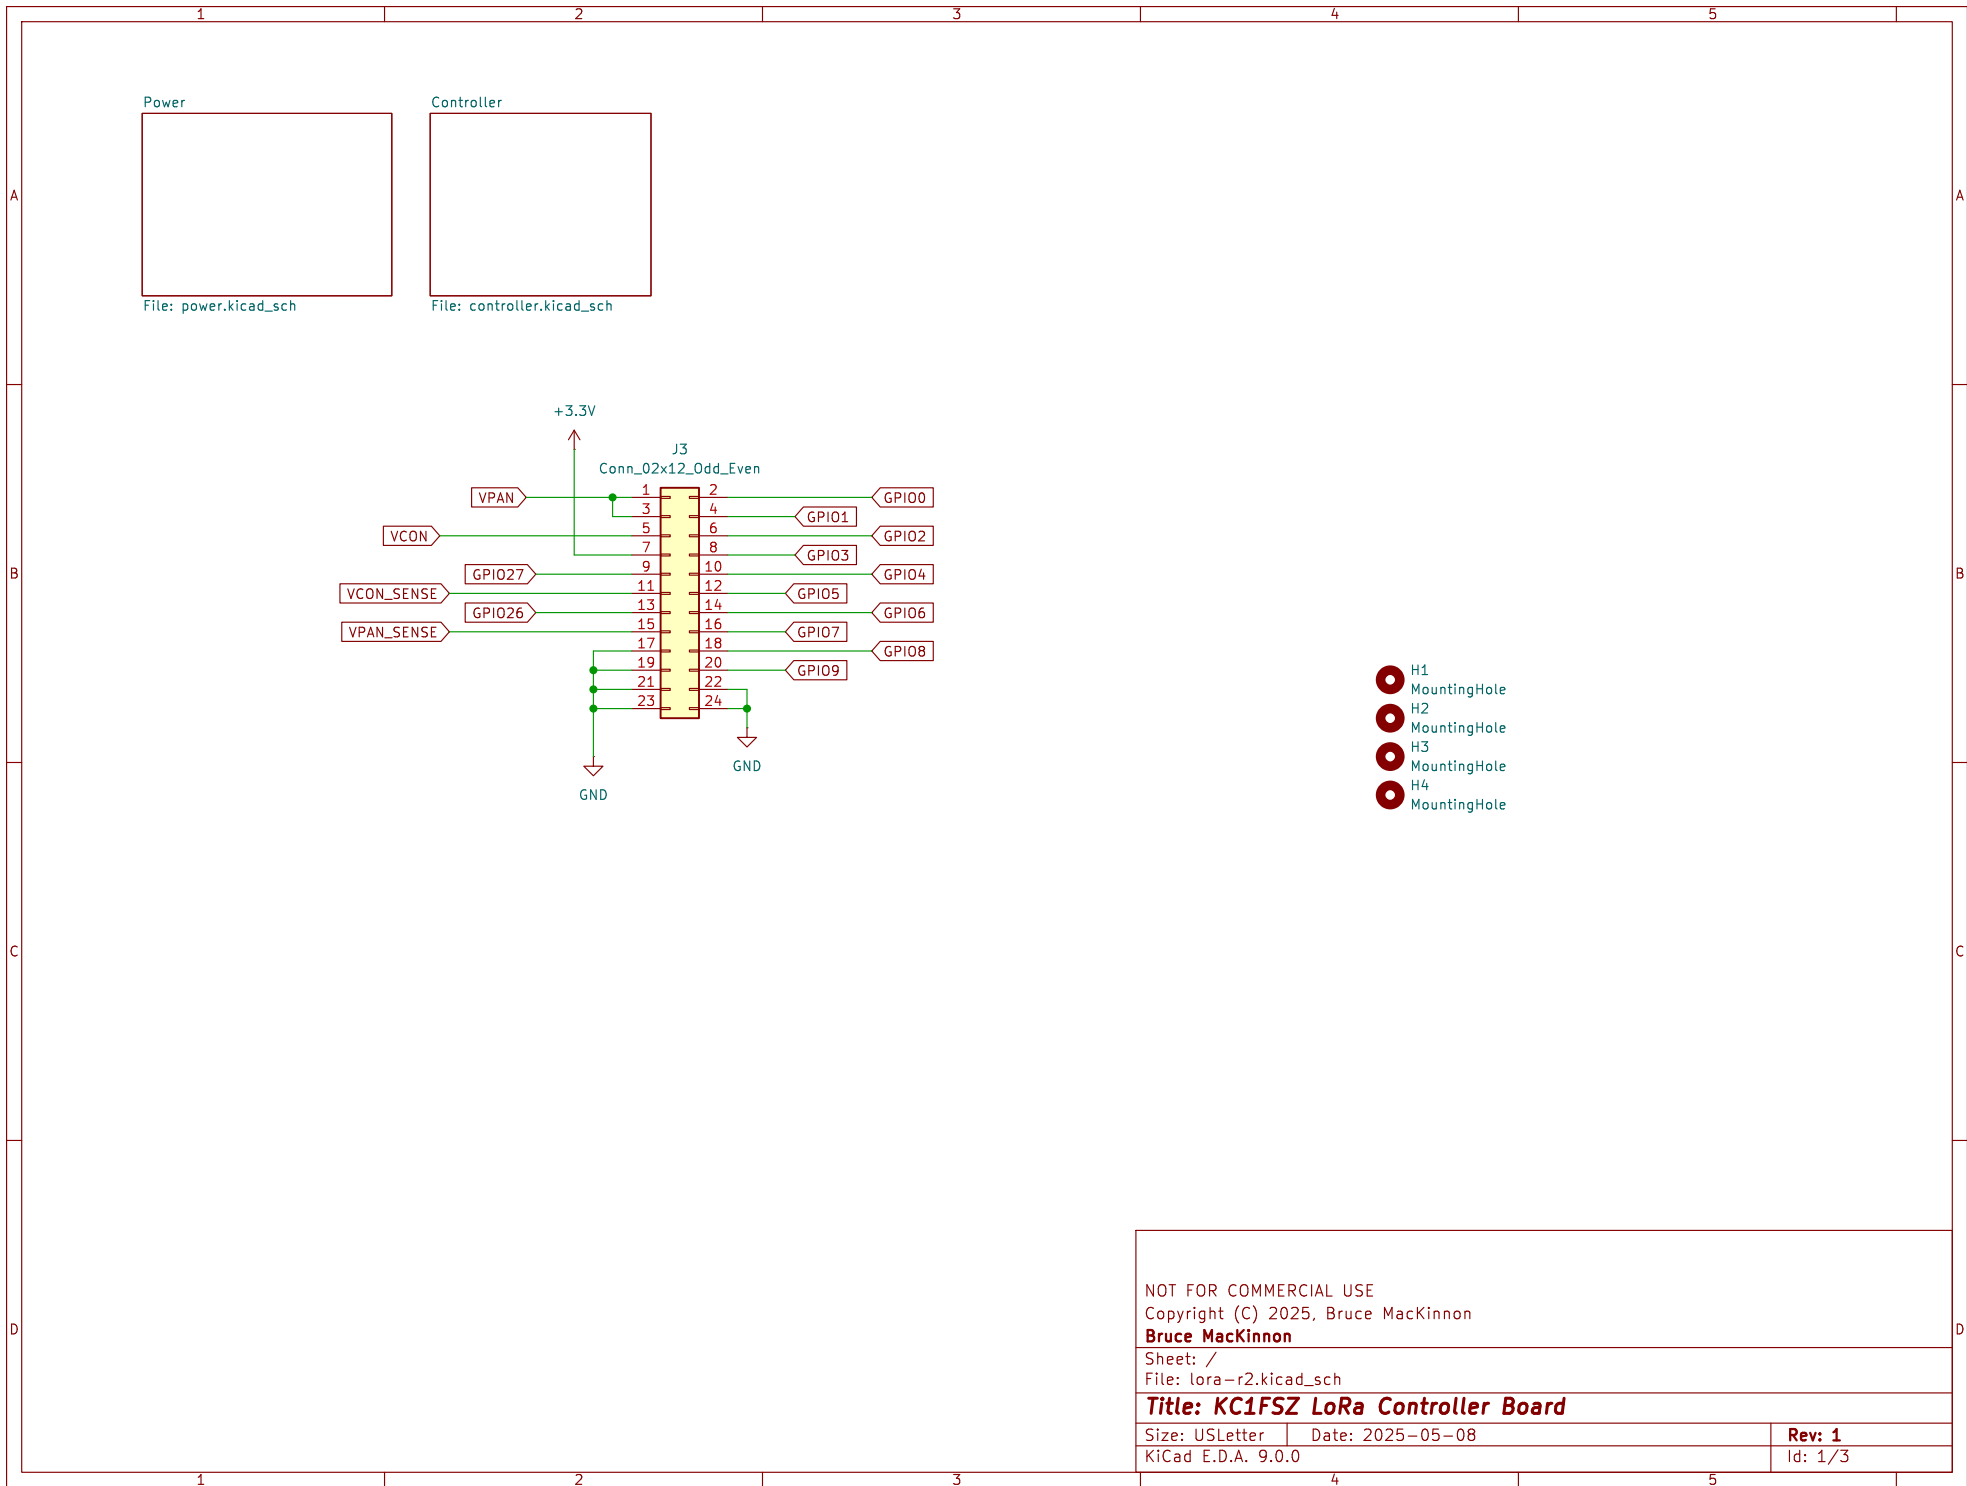 1 2 3 4 5
A A
Power Controller
File: power.kicad_sch File: controller.kicad_sch
+3.3V
J3
Conn_02x12_Odd_Even
VPAN 1 2 GPIO0
3 4 GPIO1
VCON 5 6 GPIO2
7 8 GPIO3
B GPIO27 9 10 GPIO4 B
VCON_SENSE 11 12 GPIO5
GPIO26 13 14 GPIO6
VPAN_SENSE 15 16 GPIO7
17 18 GPIO8
19 20 GPIO9
21 22
23 24
GND
GND
H1
MountingHole
H2
MountingHole
H3
MountingHole
H4
MountingHole
C C
D D
NOT FOR COMMERCIAL USE
Copyright (C) 2025, Bruce MacKinnon
Bruce MacKinnon
Sheet: /
File: lora-r2.kicad_sch
Title: KC1FSZ LoRa Controller Board
Size: USLetter Date: 2025-05-08 Rev: 1
KiCad E.D.A. 9.0.0 Id: 1/3
1 2 3 4 5